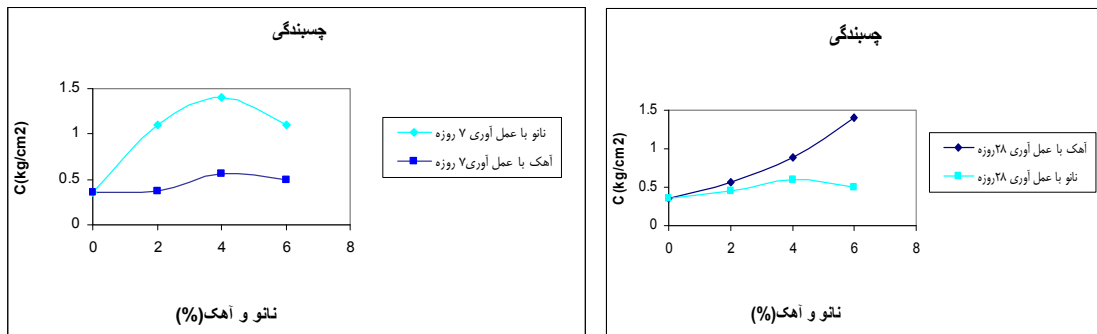 چسبندگی
C(kg/cm2)
1.5
1
0.5
0
0 2 4 6 8
نانو و آهک(%)
نانو با عمل آوری ۷ روزه
آهک با عمل آوری۷ روزه
چسبندگی
C (kg/cm2)
1.5
1
0.5
0
0 2 4 6 8
نانو و آهک(%)
آهک با عمل آوری ۲۸روزه
نانو با عمل آوری ۲۸روزه